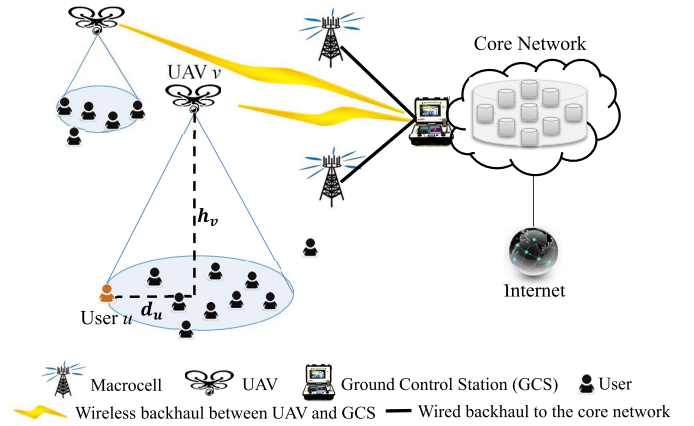 Core Network
UAV v
h_v
d_u
User u
Internet
Macrocell
UAV
Ground Control Station (GCS)
User
Wireless backhaul between UAV and GCS
Wired backhaul to the core network